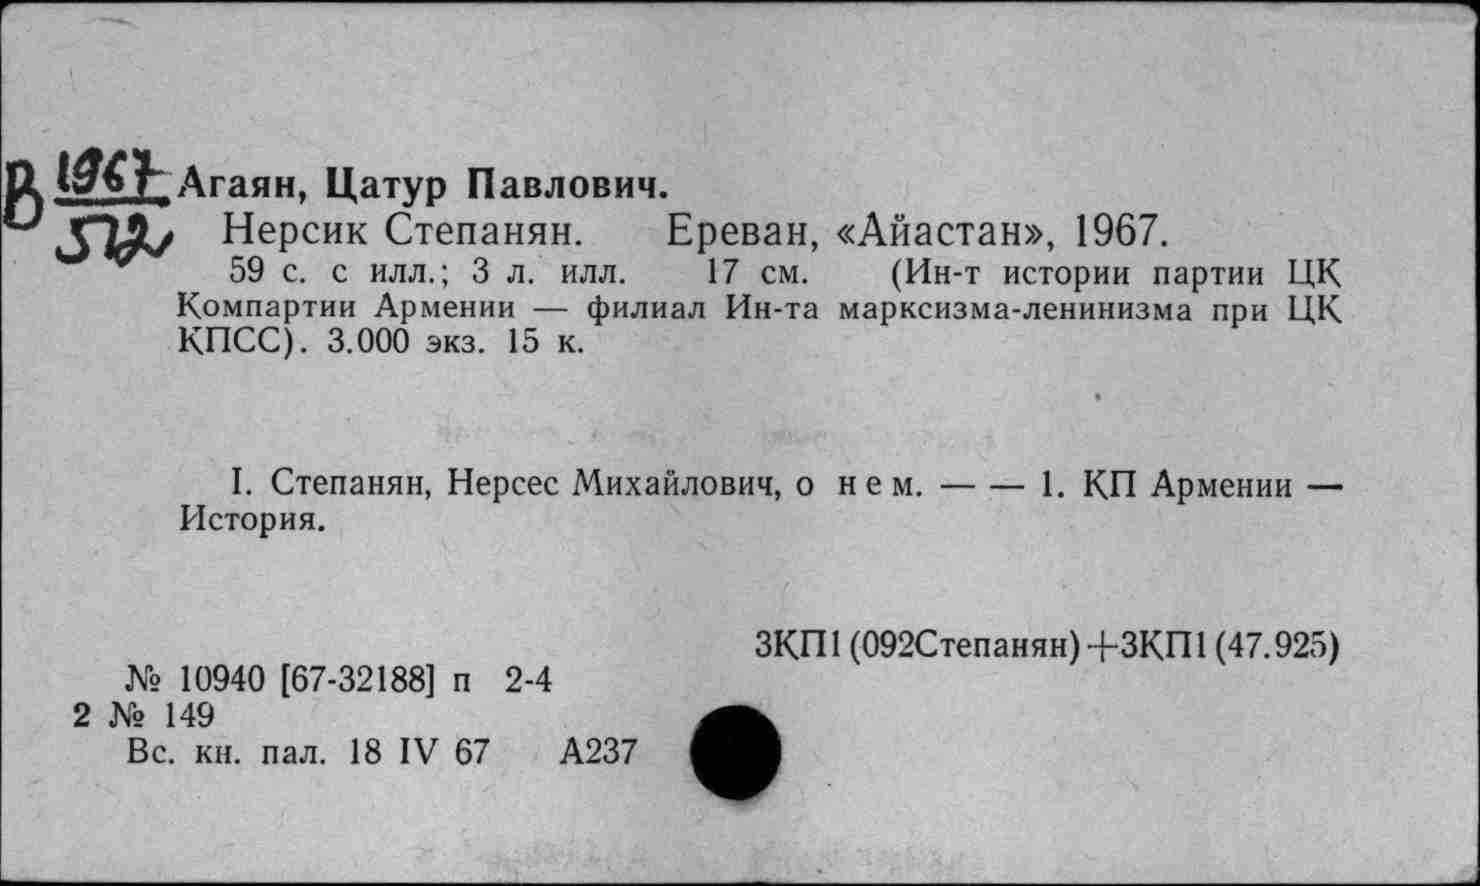 В 1967
572
Агаян, Цатур Павлович.
Нерсик Степанян. Ереван, «Айастан», 1967.
59 с. с илл.; 3 л. илл. 17 см. (Ин-т истории партии ЦК
Компартии Армении — филиал Ин-та марксизма-ленинизма при ЦК
КПСС). 3.000 экз. 15 к.
I. Степанян, Нерсес Михайлович, о нем. — — 1. КП Армении —
История.
3КП1 (092Степанян)+3КП1 (47.925)
№ 10940 [67-32188] п 2-4
2 № 149
Вс. кн. пал. 18 IV 67 А237